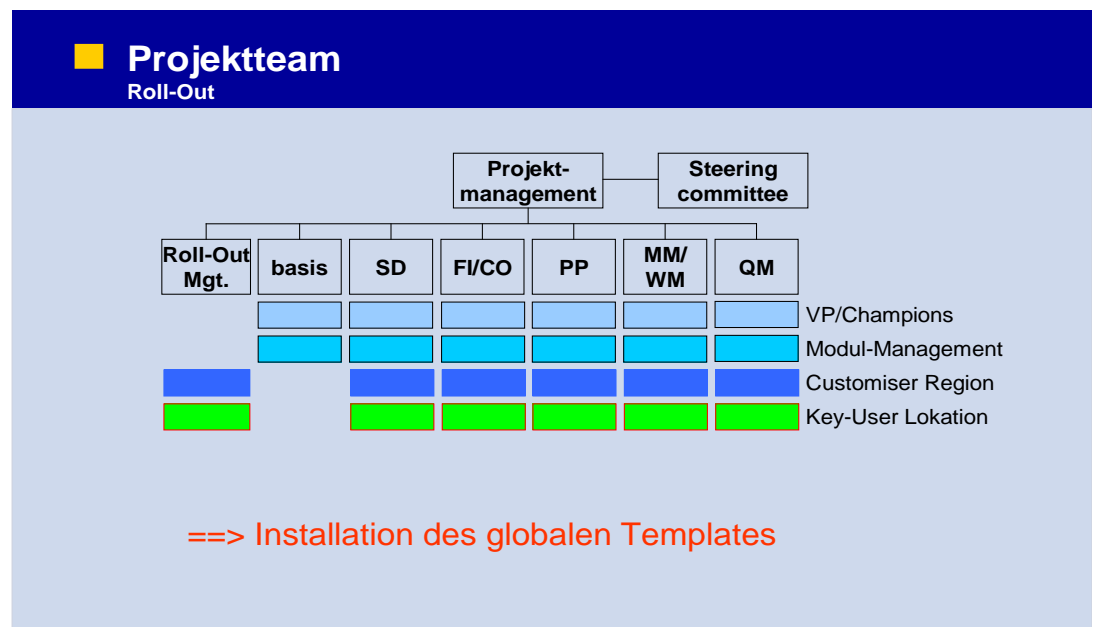 Projektteam
Roll-Out
Projekt-
management
Steering
committee
Roll-Out
Mgt.
basis
SD
FI/CO
PP
MM/
WM
QM
VP/Champions
Modul-Management
Customiser Region
Key-User Lokation
==> Installation des globalen Templates